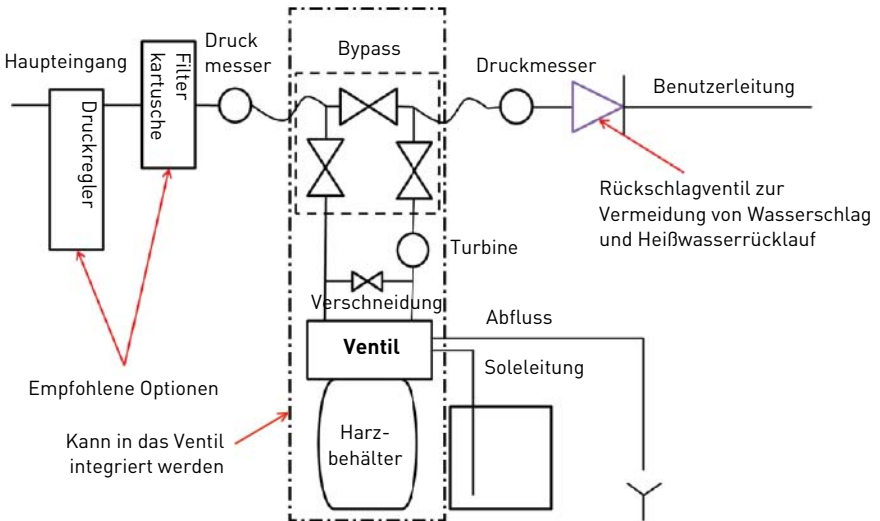 Haupteingang
Druckregler
Filter
kartusche
Druck
messer
Bypass
Druckmesser
Benutzerleitung
Rückschlagventil zur
Vermeidung von Wasserschlag
und Heißwasserrücklauf
Turbine
Verschneidung
Ventil
Abfluss
Soleleitung
Empfohlene Optionen
Kann in das Ventil
integriert werden
Harz-
behälter